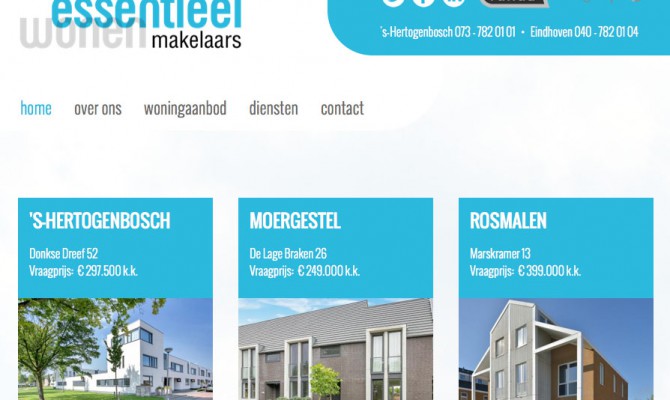 essentieel
wonen
makelaars
's-Hertogenbosch 073 - 782 01 01 • Eindhoven 040 - 782 01 04
home over ons woningaanbod diensten contact
'S-HERTOGENBOSCH
Donkse Dreef 52
Vraagprijs: € 297.500 k.k.
MOERGESTEL
De Lage Braken 26
Vraagprijs: € 249.000 k.k.
ROSMALEN
Marskramer 13
Vraagprijs: € 399.000 k.k.